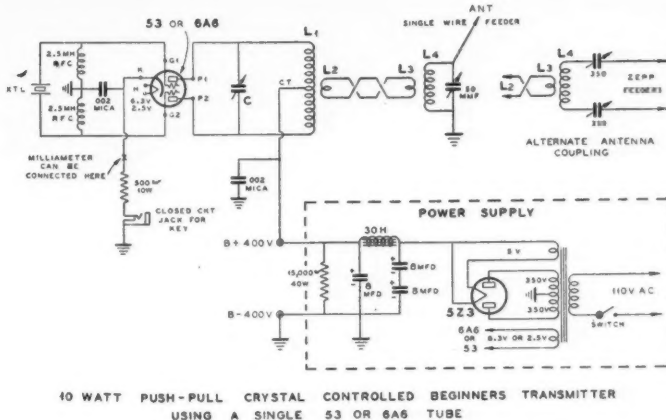 53 OR 6A6
2.5MH
RFC
XTL
2.5MH
RFC
.002
MICA
K
H
6.3V
2.5V
G1
G2
P1
P2
C
L1
CT
L2
L3
L4
ANT
SINGLE WIRE FEEDER
50
MMF
L2
L3
L4
350
350
ZEPP
FEEDERS
ALTERNATE ANTENNA
COUPLING
MILLIAMETER
CAN BE
CONNECTED HERE
500
10W
CLOSED CKT
JACK FOR
KEY
.002
MICA
B+ 400V
B- 400V
POWER SUPPLY
30H
15,000
40W
8
MFD
8MFD
8MFD
5Z3
5V
350V
350V
110V A.C.
SWITCH
6A6
OR
53
6.3V OR 2.5V
10 WATT PUSH-PULL CRYSTAL CONTROLLED BEGINNERS TRANSMITTER
USING A SINGLE 53 OR 6A6 TUBE